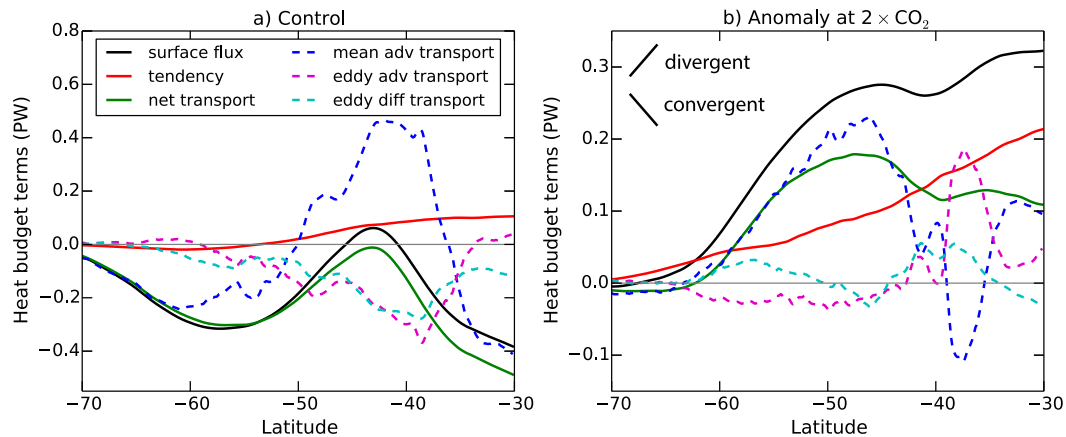 a) Control
surface flux
tendency
net transport
mean adv transport
eddy adv transport
eddy diff transport
0.8
0.6
0.4
0.2
0.0
−0.2
−0.4
Heat budget terms (PW)
−70
−60
−50
−40
−30
Latitude
b) Anomaly at 2 × CO₂
divergent
convergent
0.3
0.2
0.1
0.0
−0.1
Heat budget terms (PW)
−70
−60
−50
−40
−30
Latitude